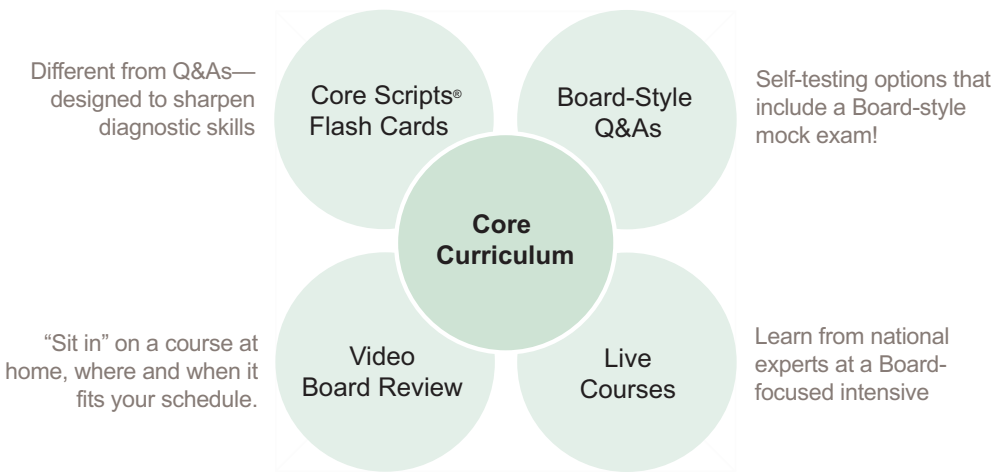 Different from Q&As—
designed to sharpen
diagnostic skills
Core Scripts®
Flash Cards
Board-Style
Q&As
Self-testing options that
include a Board-style
mock exam!
Core
Curriculum
“Sit in” on a course at
home, where and when it
fits your schedule.
Video
Board Review
Live
Courses
Learn from national
experts at a Board-
focused intensive